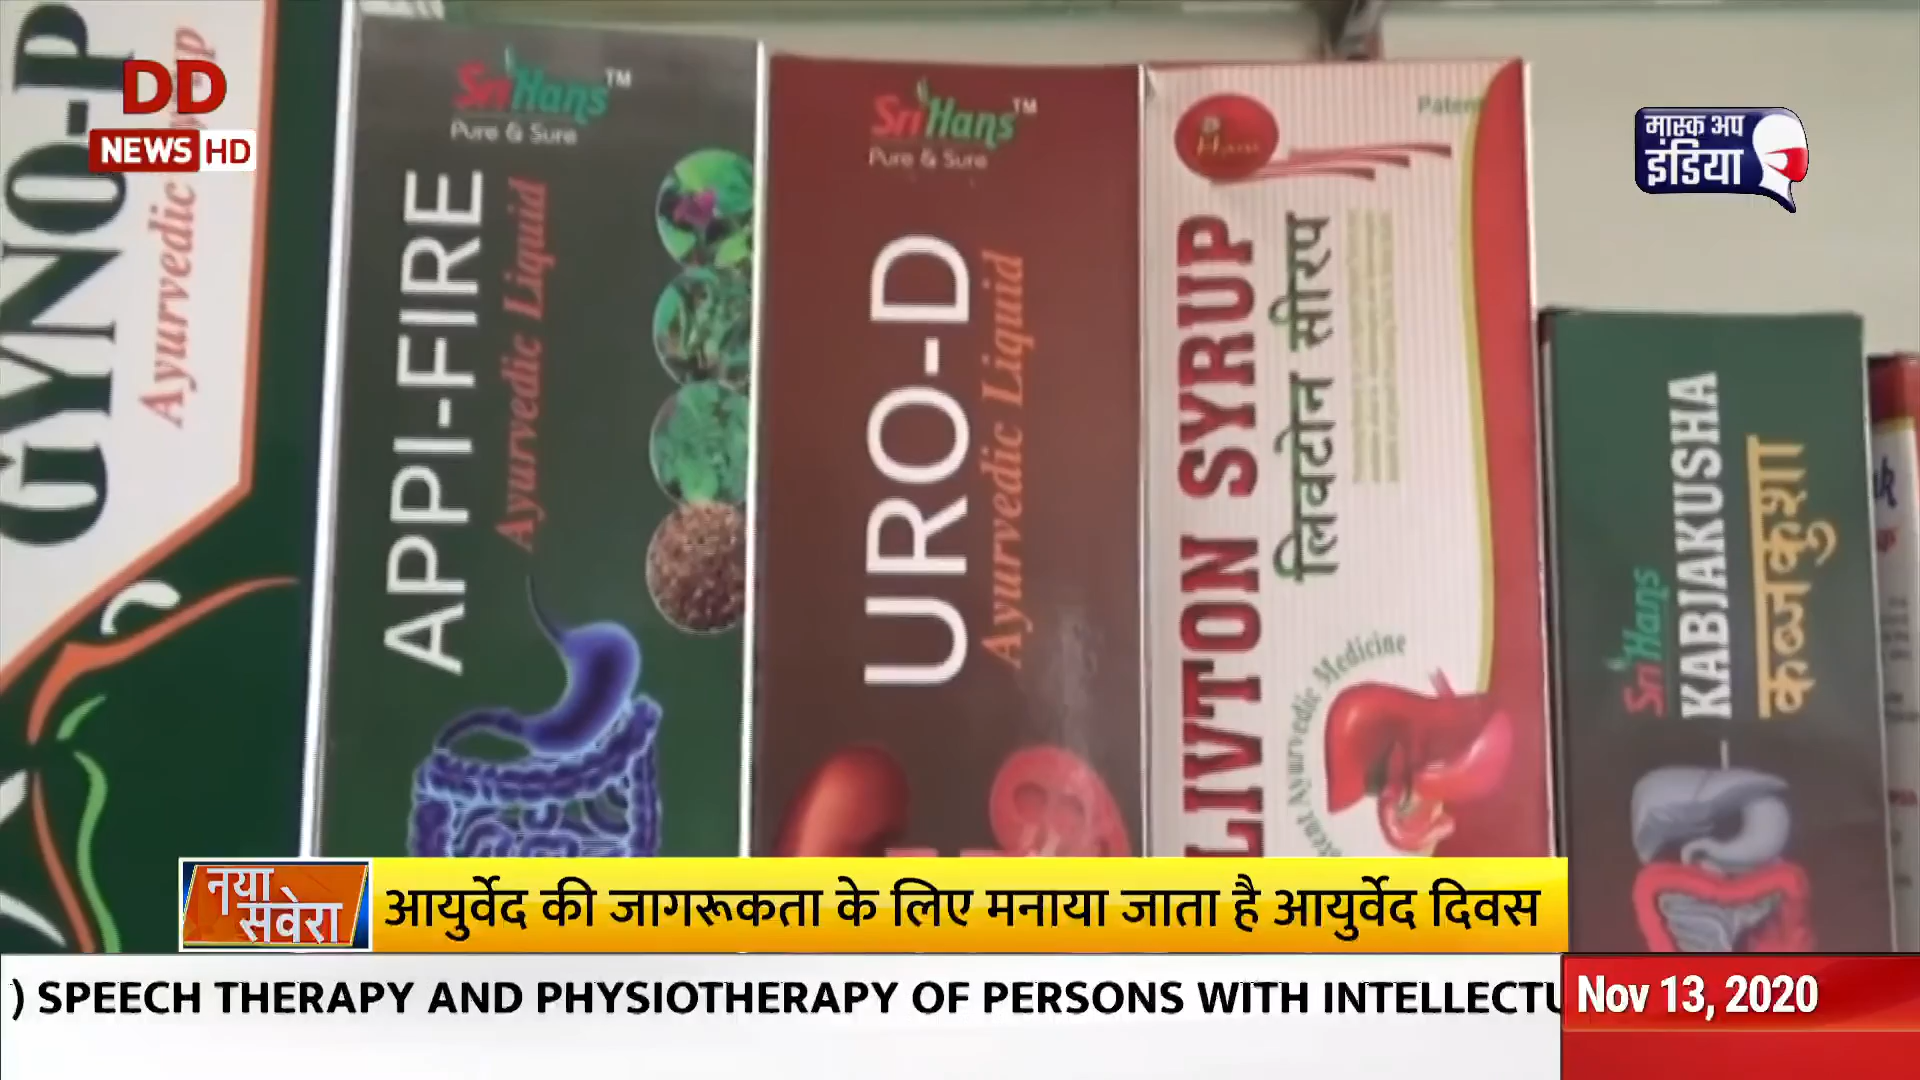 DD
NEWS HD
मास्क अप
इंडिया
GYNO-P
Ayurvedic
SriHans™
Pure & Sure
APPI-FIRE
Ayurvedic Liquid
SriHans™
Pure & Sure
URO-D
Ayurvedic Liquid
Hans
LIVTON SYRUP
लिवटोन सीरप
Ayurvedic Medicine
SriHans
KABJAKUSHA
कब्जकुशा
नया
सवेरा
आयुर्वेद की जागरूकता के लिए मनाया जाता है आयुर्वेद दिवस
) SPEECH THERAPY AND PHYSIOTHERAPY OF PERSONS WITH INTELLECTU
Nov 13, 2020